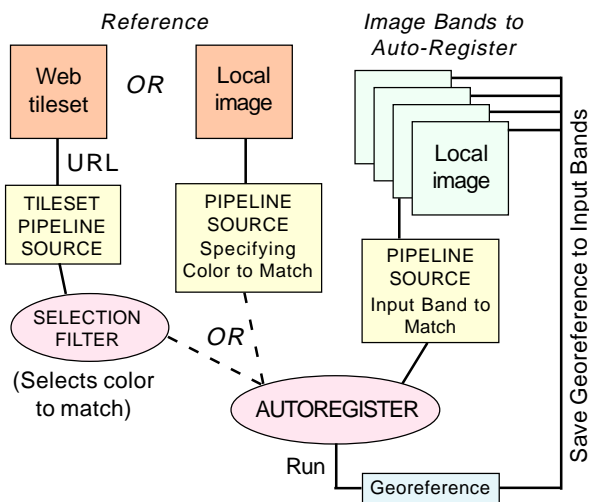 Reference
Image Bands to
Auto-Register
Web
tileset
OR
Local
image
Local
image
URL
TILESET
PIPELINE
SOURCE
PIPELINE
SOURCE
Specifying
Color to Match
PIPELINE
SOURCE
Input Band to
Match
SELECTION
FILTER
OR
(Selects color
to match)
AUTOREGISTER
Run
Georeference
Save Georeference to Input Bands